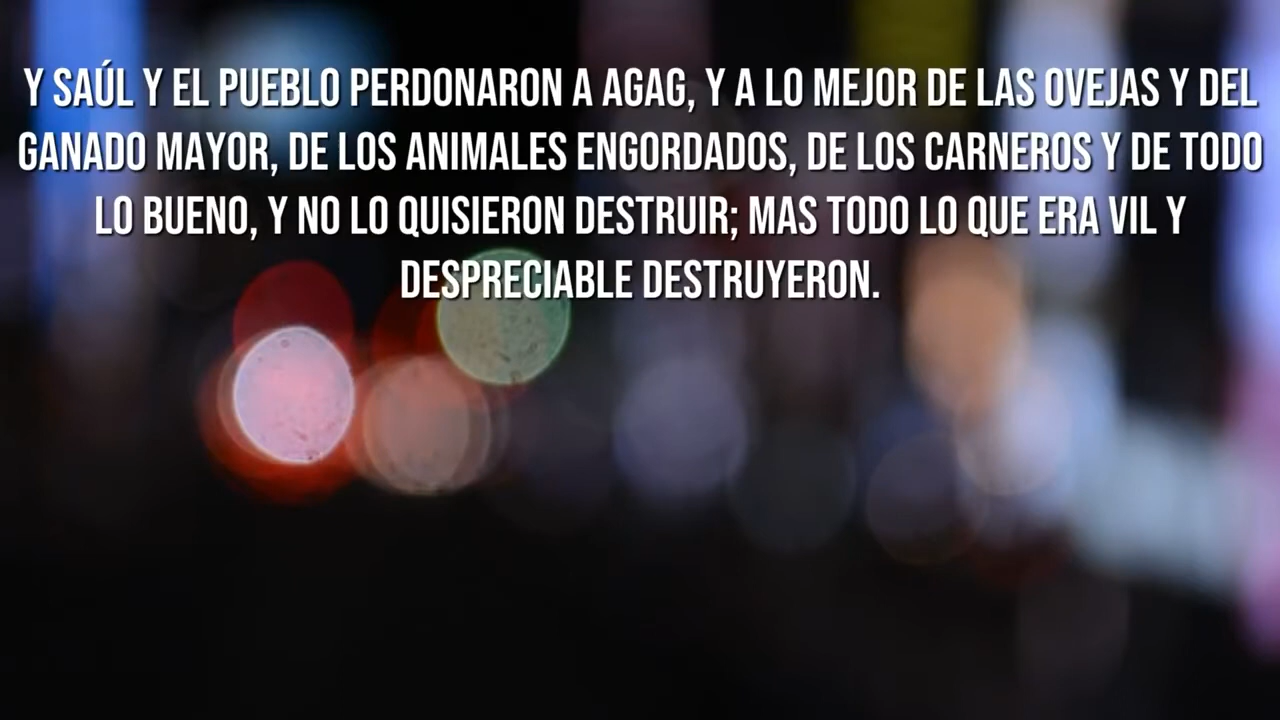 Y SAÚL Y EL PUEBLO PERDONARON A AGAG, Y A LO MEJOR DE LAS OVEJAS Y DEL
GANADO MAYOR, DE LOS ANIMALES ENGORDADOS, DE LOS CARNEROS Y DE TODO
LO BUENO, Y NO LO QUISIERON DESTRUIR; MAS TODO LO QUE ERA VIL Y
DESPRECIABLE DESTRUYERON.